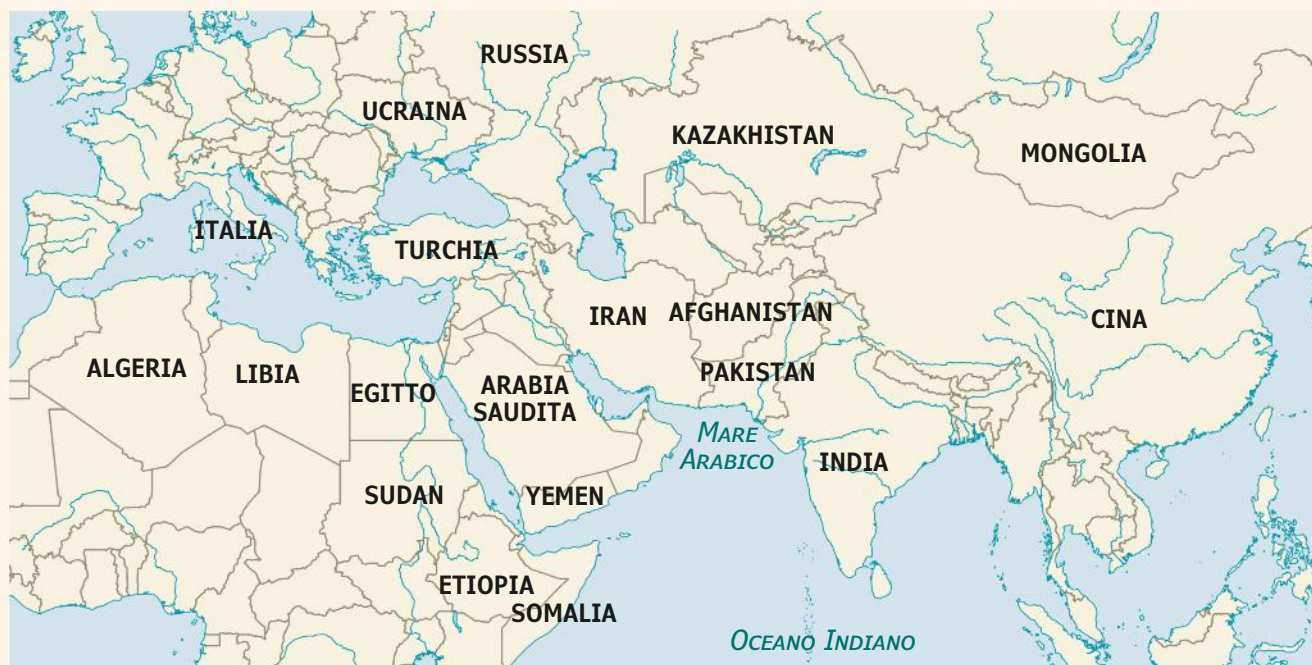 RUSSIA
UCRAINA
KAZAKHSTAN
MONGOLIA
ITALIA
TURCHIA
IRAN
AFGHANISTAN
CINA
ALGERIA
LIBIA
EGITTO
ARABIA
SAUDITA
PAKISTAN
MARE
ARABICO
INDIA
SUDAN
YEMEN
ETIOPIA
SOMALIA
OCEANO INDIANO